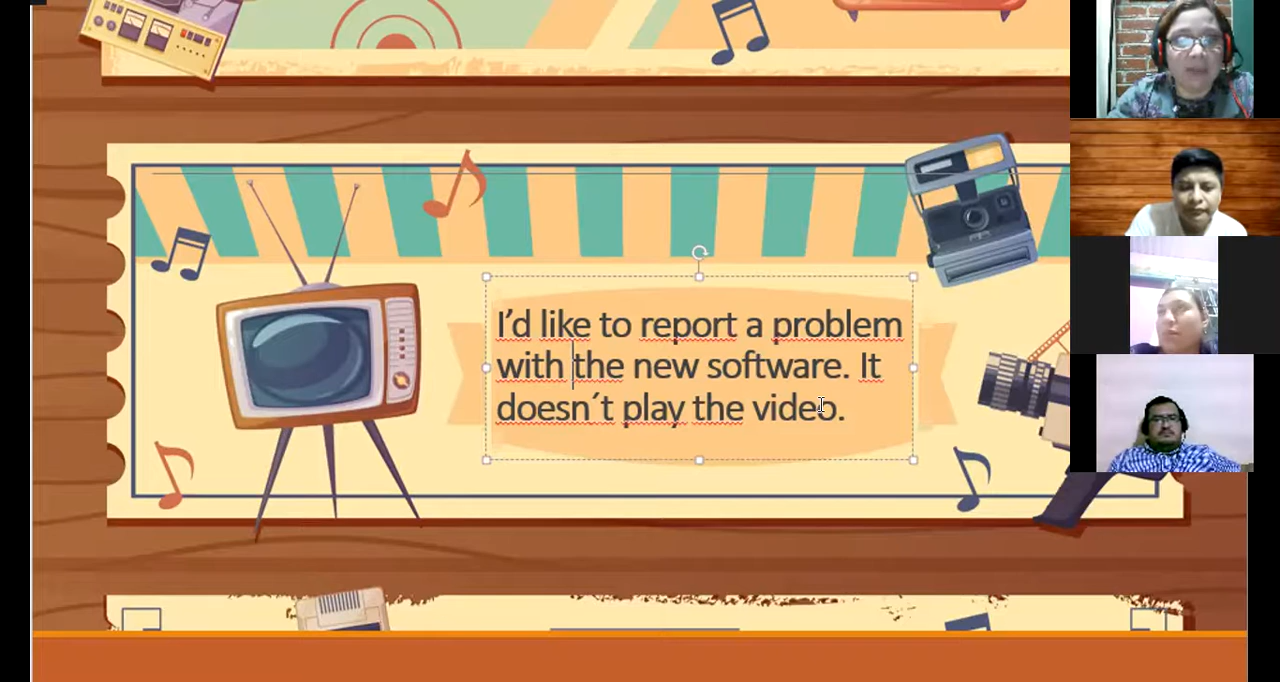 I’d like to report a problem
with the new software. It
doesn´t play the video.